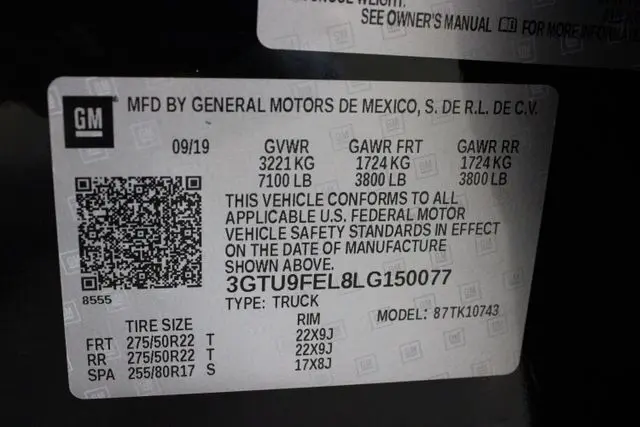 SEE OWNER'S MANUAL FOR MORE
GM
MFD BY GENERAL MOTORS DE MEXICO, S. DE R.L. DE C.V.
09/19 GVWR GAWR FRT GAWR RR
3221 KG 1724 KG 1724 KG
7100 LB 3800 LB 3800 LB
THIS VEHICLE CONFORMS TO ALL
APPLICABLE U.S. FEDERAL MOTOR
VEHICLE SAFETY STANDARDS IN EFFECT
ON THE DATE OF MANUFACTURE
SHOWN ABOVE.
3GTU9FEL8LG150077
8555
TYPE: TRUCK MODEL: 87TK10743
TIRE SIZE RIM
FRT 275/50R22 T 22X9J
RR 275/50R22 T 22X9J
SPA 255/80R17 S 17X8J